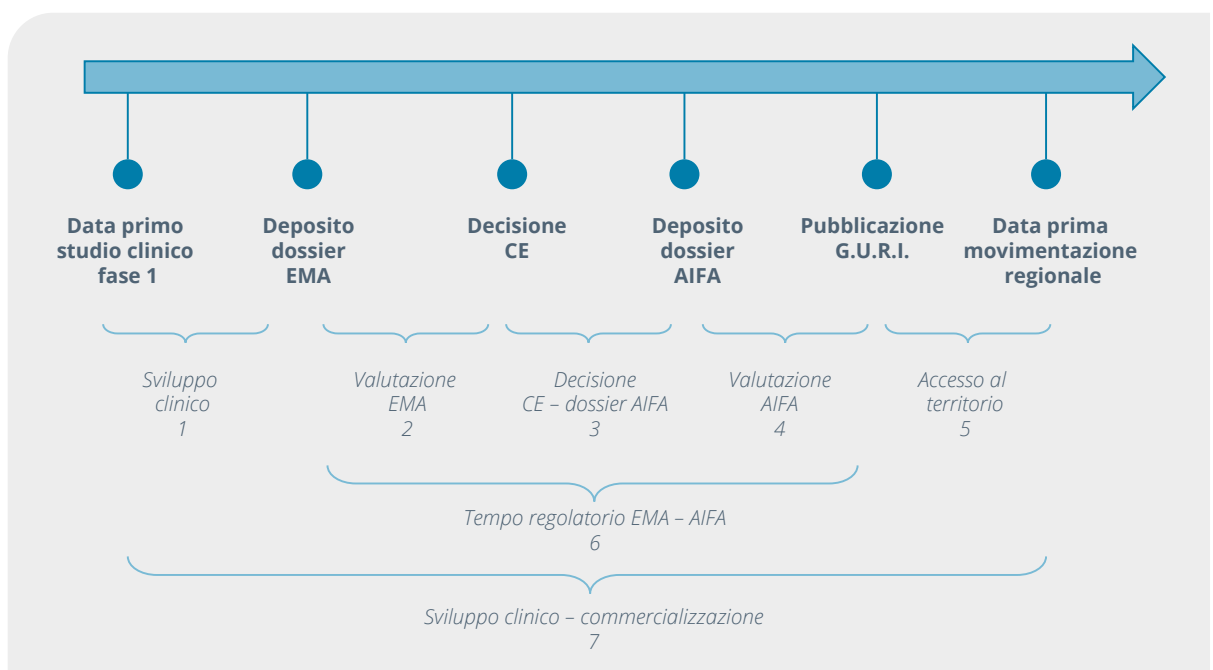 Data primo
studio clinico
fase 1
Deposito
dossier
EMA
Decisione
CE
Deposito
dossier
AIFA
Pubblicazione
G.U.R.I.
Data prima
movimentazione
regionale
Sviluppo
clinico
1
Valutazione
EMA
2
Decisione
CE – dossier AIFA
3
Valutazione
AIFA
4
Accesso al
territorio
5
Tempo regolatorio EMA – AIFA
6
Sviluppo clinico – commercializzazione
7